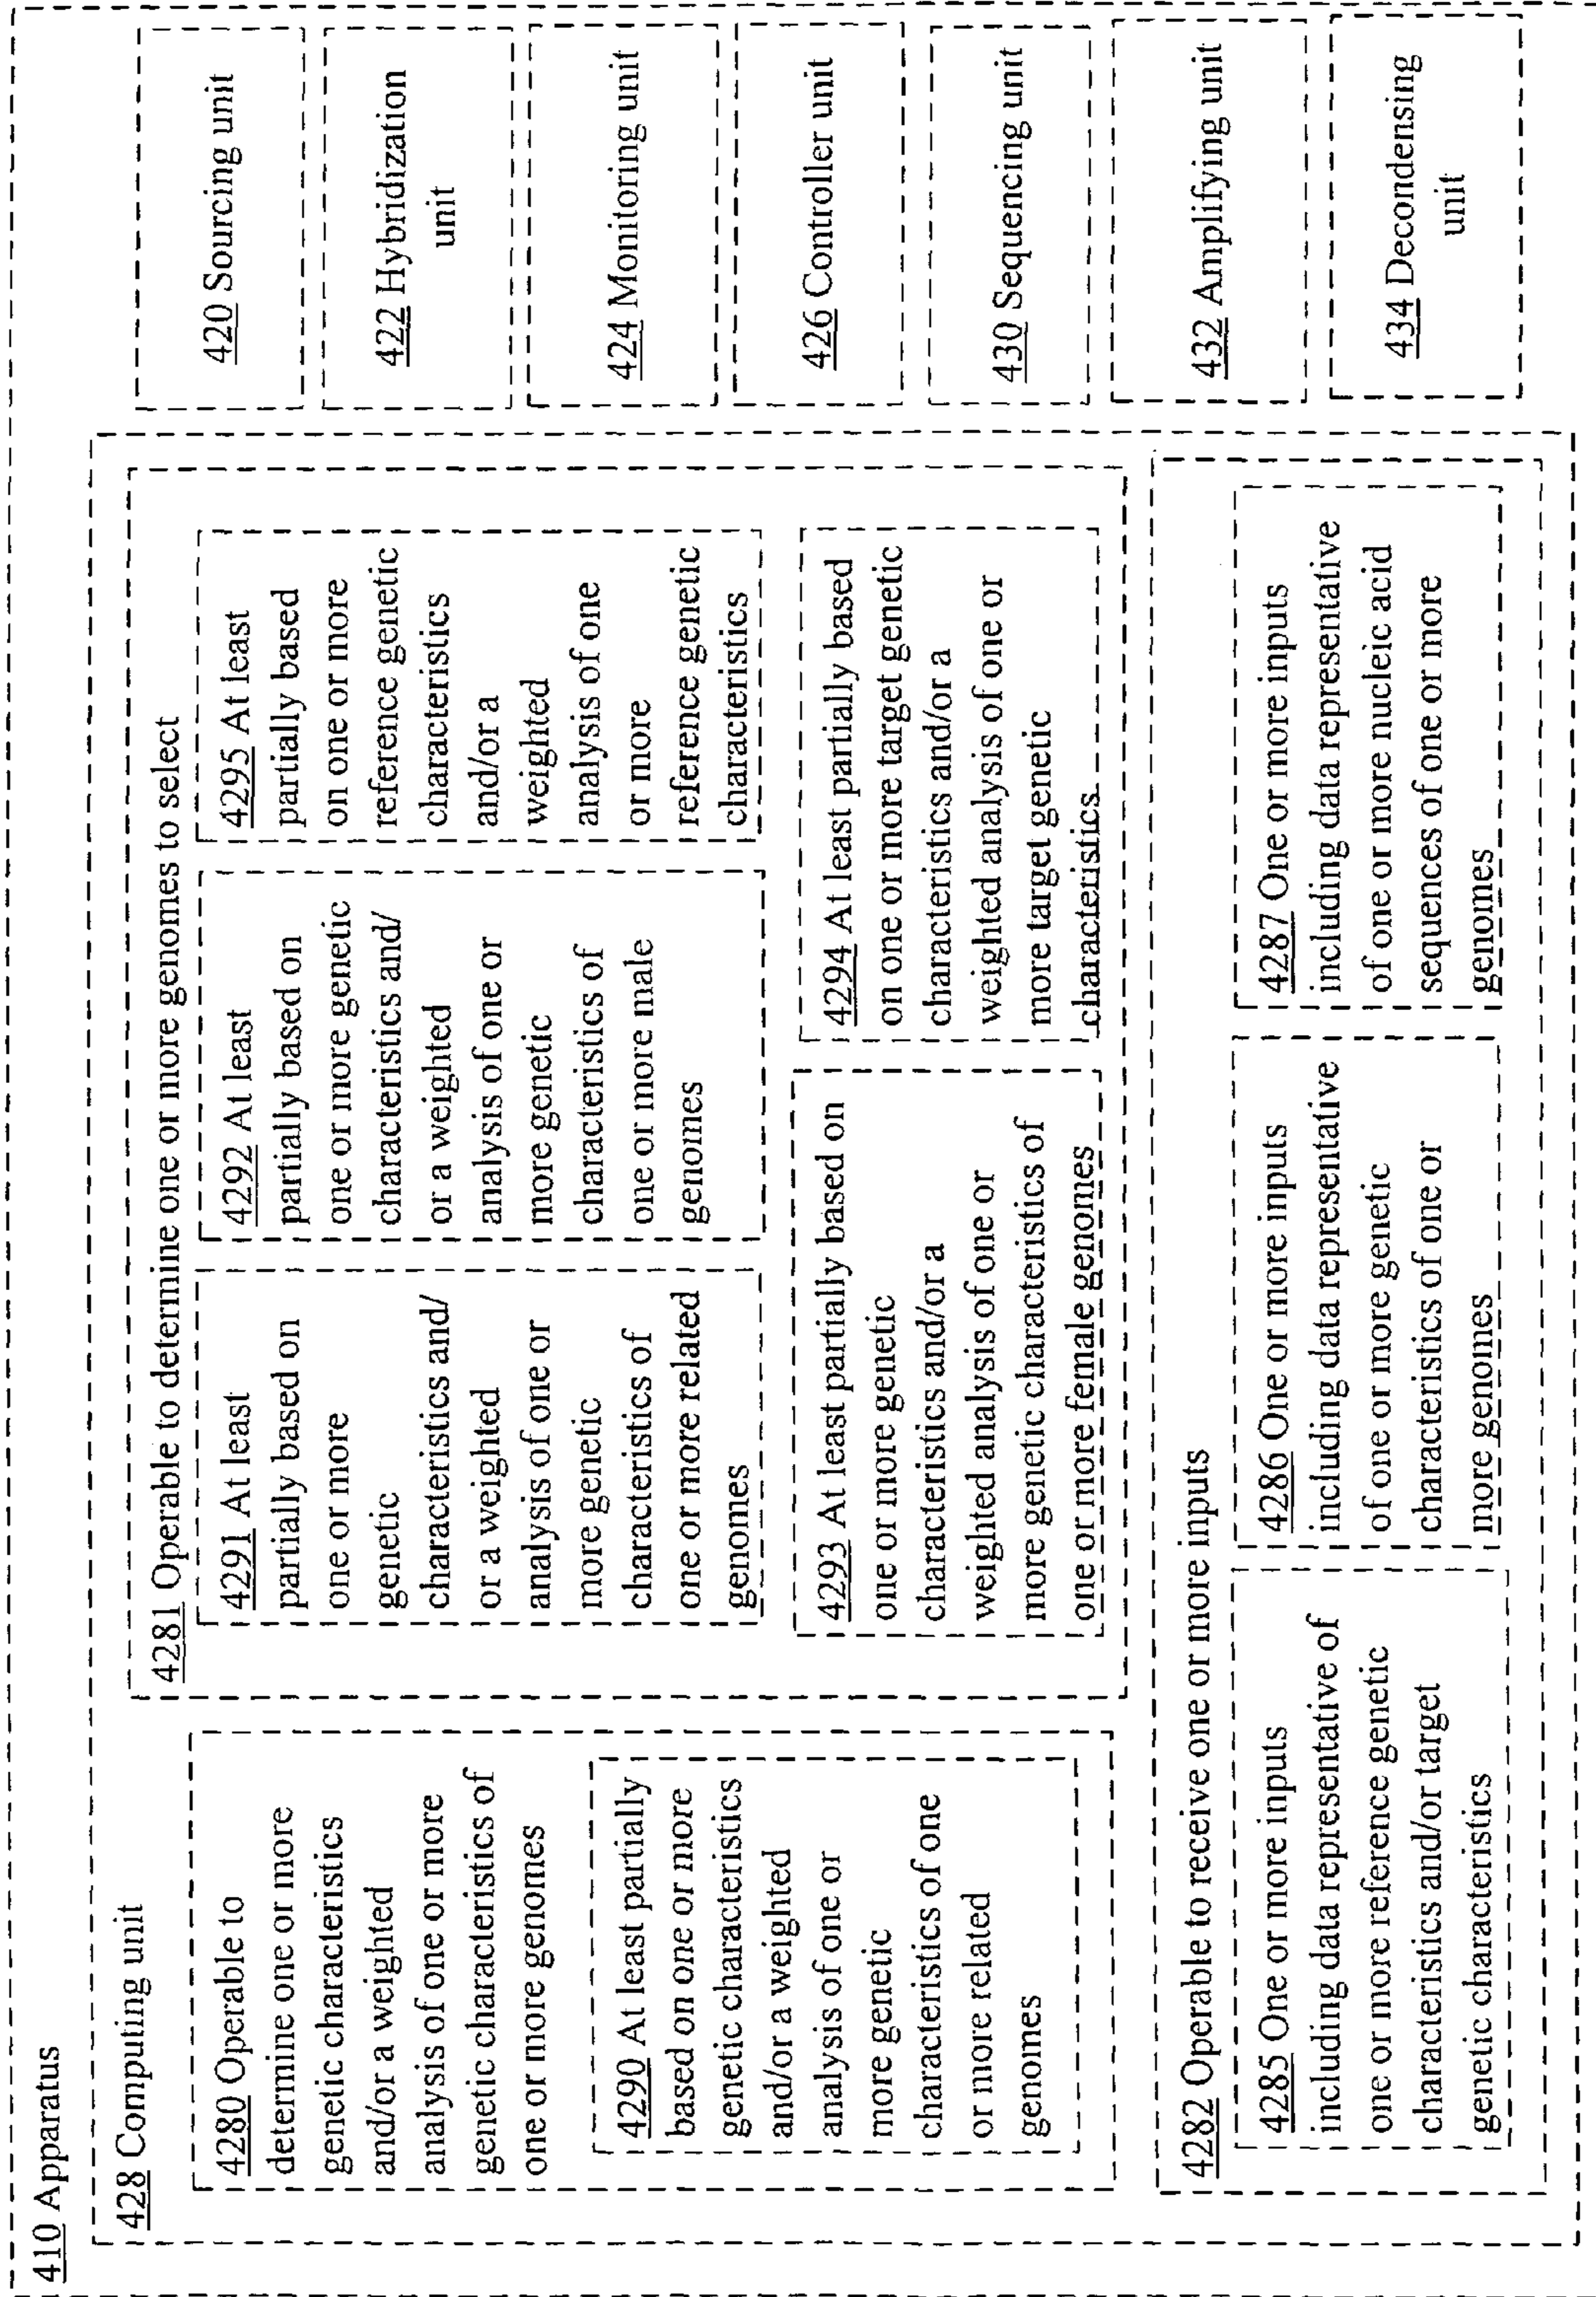 410 Apparatus
428 Computing unit
4280 Operable to
determine one or more
genetic characteristics
and/or a weighted
analysis of one or more
genetic characteristics of
one or more genomes
4290 At least partially
based on one or more
genetic characteristics
and/or a weighted
analysis of one or
more genetic
characteristics of one
or more related
genomes
4281 Operable to determine one or more genomes to select
4291 At least
partially based on
one or more
genetic
characteristics and/
or a weighted
analysis of one or
more genetic
characteristics of
one or more related
genomes
4292 At least
partially based on
one or more genetic
characteristics and/
or a weighted
analysis of one or
more genetic
characteristics of
one or more male
genomes
4295 At least
partially based
on one or more
reference genetic
characteristics
and/or a
weighted
analysis of one
or more
reference genetic
characteristics
4293 At least partially based on
one or more genetic
characteristics and/or a
weighted analysis of one or
more genetic characteristics of
one or more female genomes
4294 At least partially based
on one or more target genetic
characteristics and/or a
weighted analysis of one or
more target genetic
characteristics
4282 Operable to receive one or more inputs
4285 One or more inputs
including data representative of
one or more reference genetic
characteristics and/or target
genetic characteristics
4286 One or more inputs
including data representative
of one or more genetic
characteristics of one or
more genomes
4287 One or more inputs
including data representative
of one or more nucleic acid
sequences of one or more
genomes
420 Sourcing unit
422 Hybridization
unit
424 Monitoring unit
426 Controller unit
430 Sequencing unit
432 Amplifying unit
434 Decondensing
unit